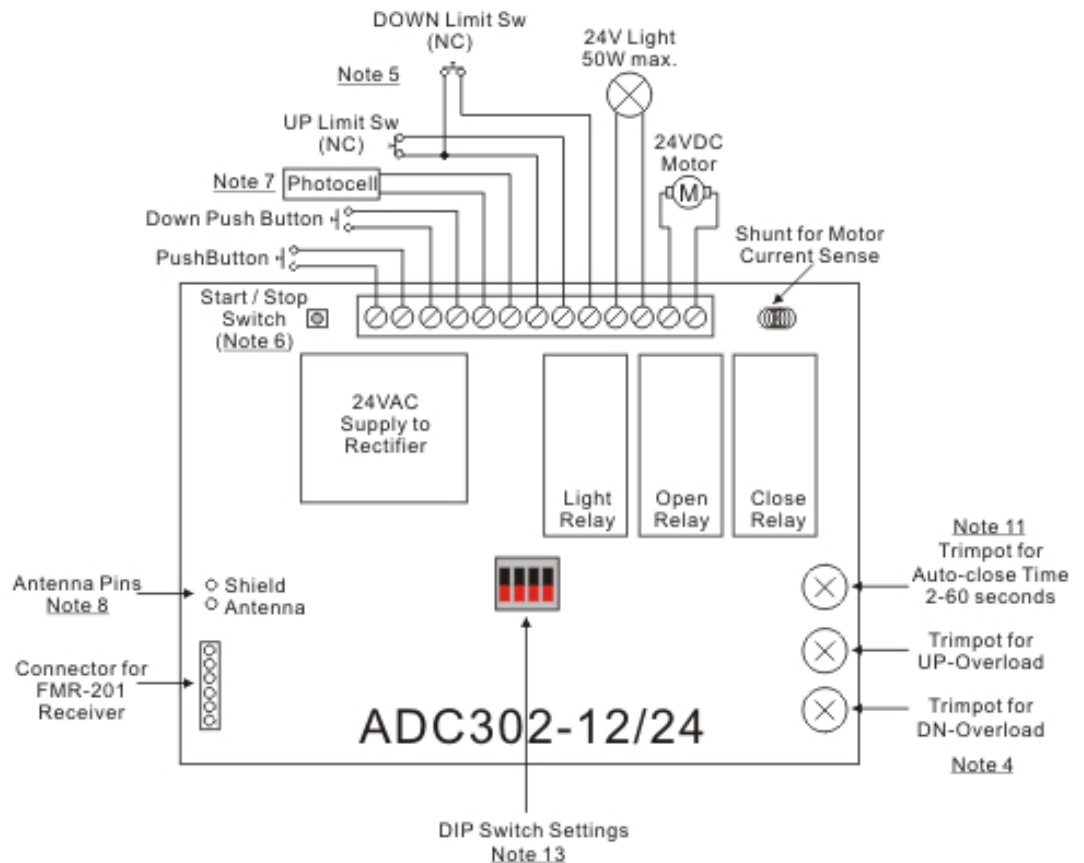 DOWN Limit Sw
(NC)
24V Light
50W max.
Note 5
UP Limit Sw
(NC)
24VDC
Motor
M
Note 7
Photocell
Down Push Button
PushButton
Shunt for Motor
Current Sense
Start / Stop
Switch
(Note 6)
24VAC
Supply to
Rectifier
Light
Relay
Open
Relay
Close
Relay
Note 11
Trimpot for
Auto-close Time
2-60 seconds
Antenna Pins
Note 8
Shield
Antenna
Trimpot for
UP-Overload
Connector for
FMR-201
Receiver
Trimpot for
DN-Overload
Note 4
ADC302-12/24
DIP Switch Settings
Note 13